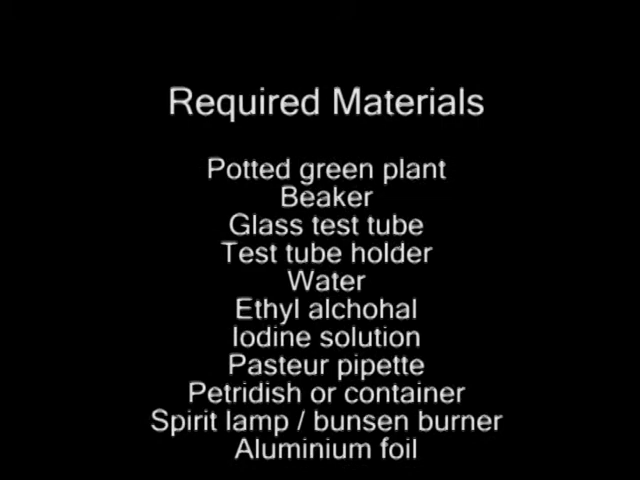 Required Materials
Potted green plant
Beaker
Glass test tube
Test tube holder
Water
Ethyl alchohal
Iodine solution
Pasteur pipette
Petridish or container
Spirit lamp / bunsen burner
Aluminium foil